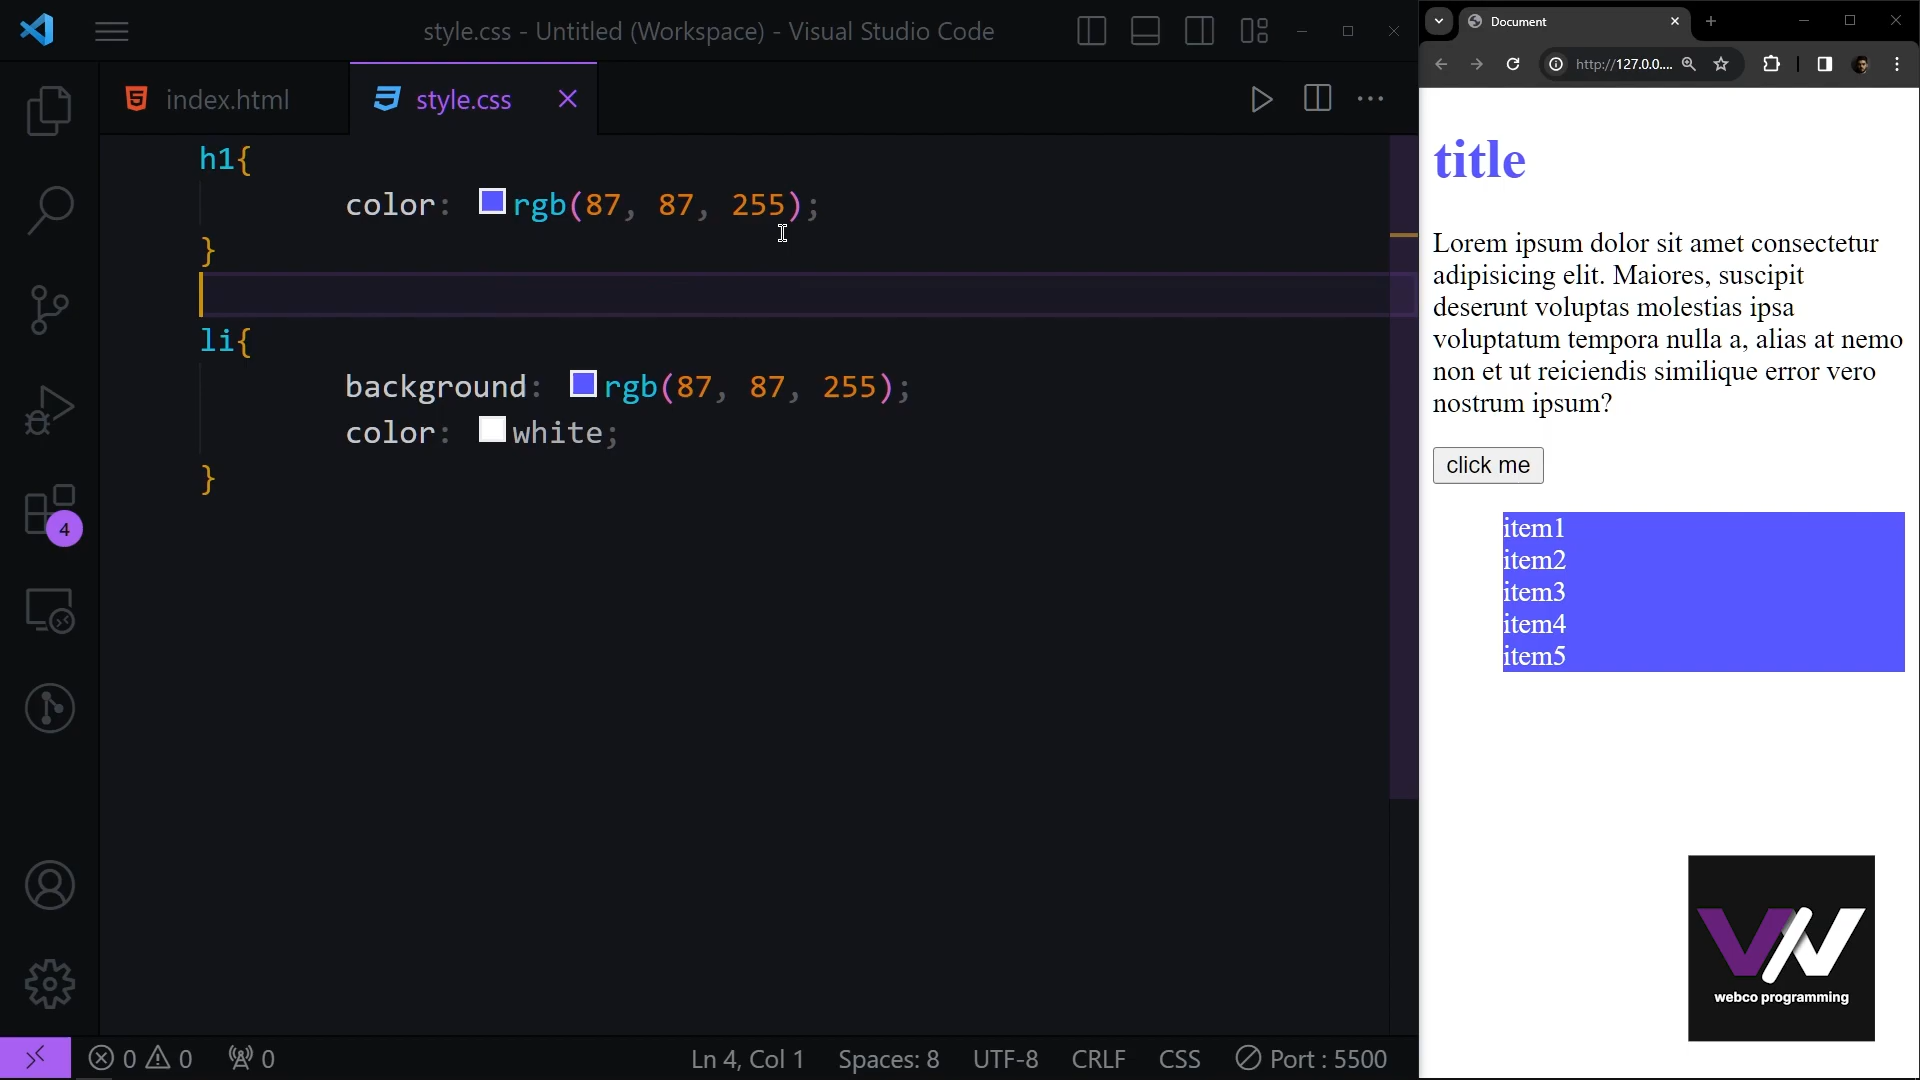 style.css - Untitled (Workspace) - Visual Studio Code
index.html
style.css
h1{
color: rgb(87, 87, 255);
}
li{
background: rgb(87, 87, 255);
color: white;
}
4
0 0 0
Ln 4, Col 1 Spaces: 8 UTF-8 CRLF CSS Port : 5500
Document
http://127.0.0....
title
Lorem ipsum dolor sit amet consectetur
adipisicing elit. Maiores, suscipit
deserunt voluptas molestias ipsa
voluptatum tempora nulla a, alias at nemo
non et ut reiciendis similique error vero
nostrum ipsum?
click me
item1
item2
item3
item4
item5
webco programming